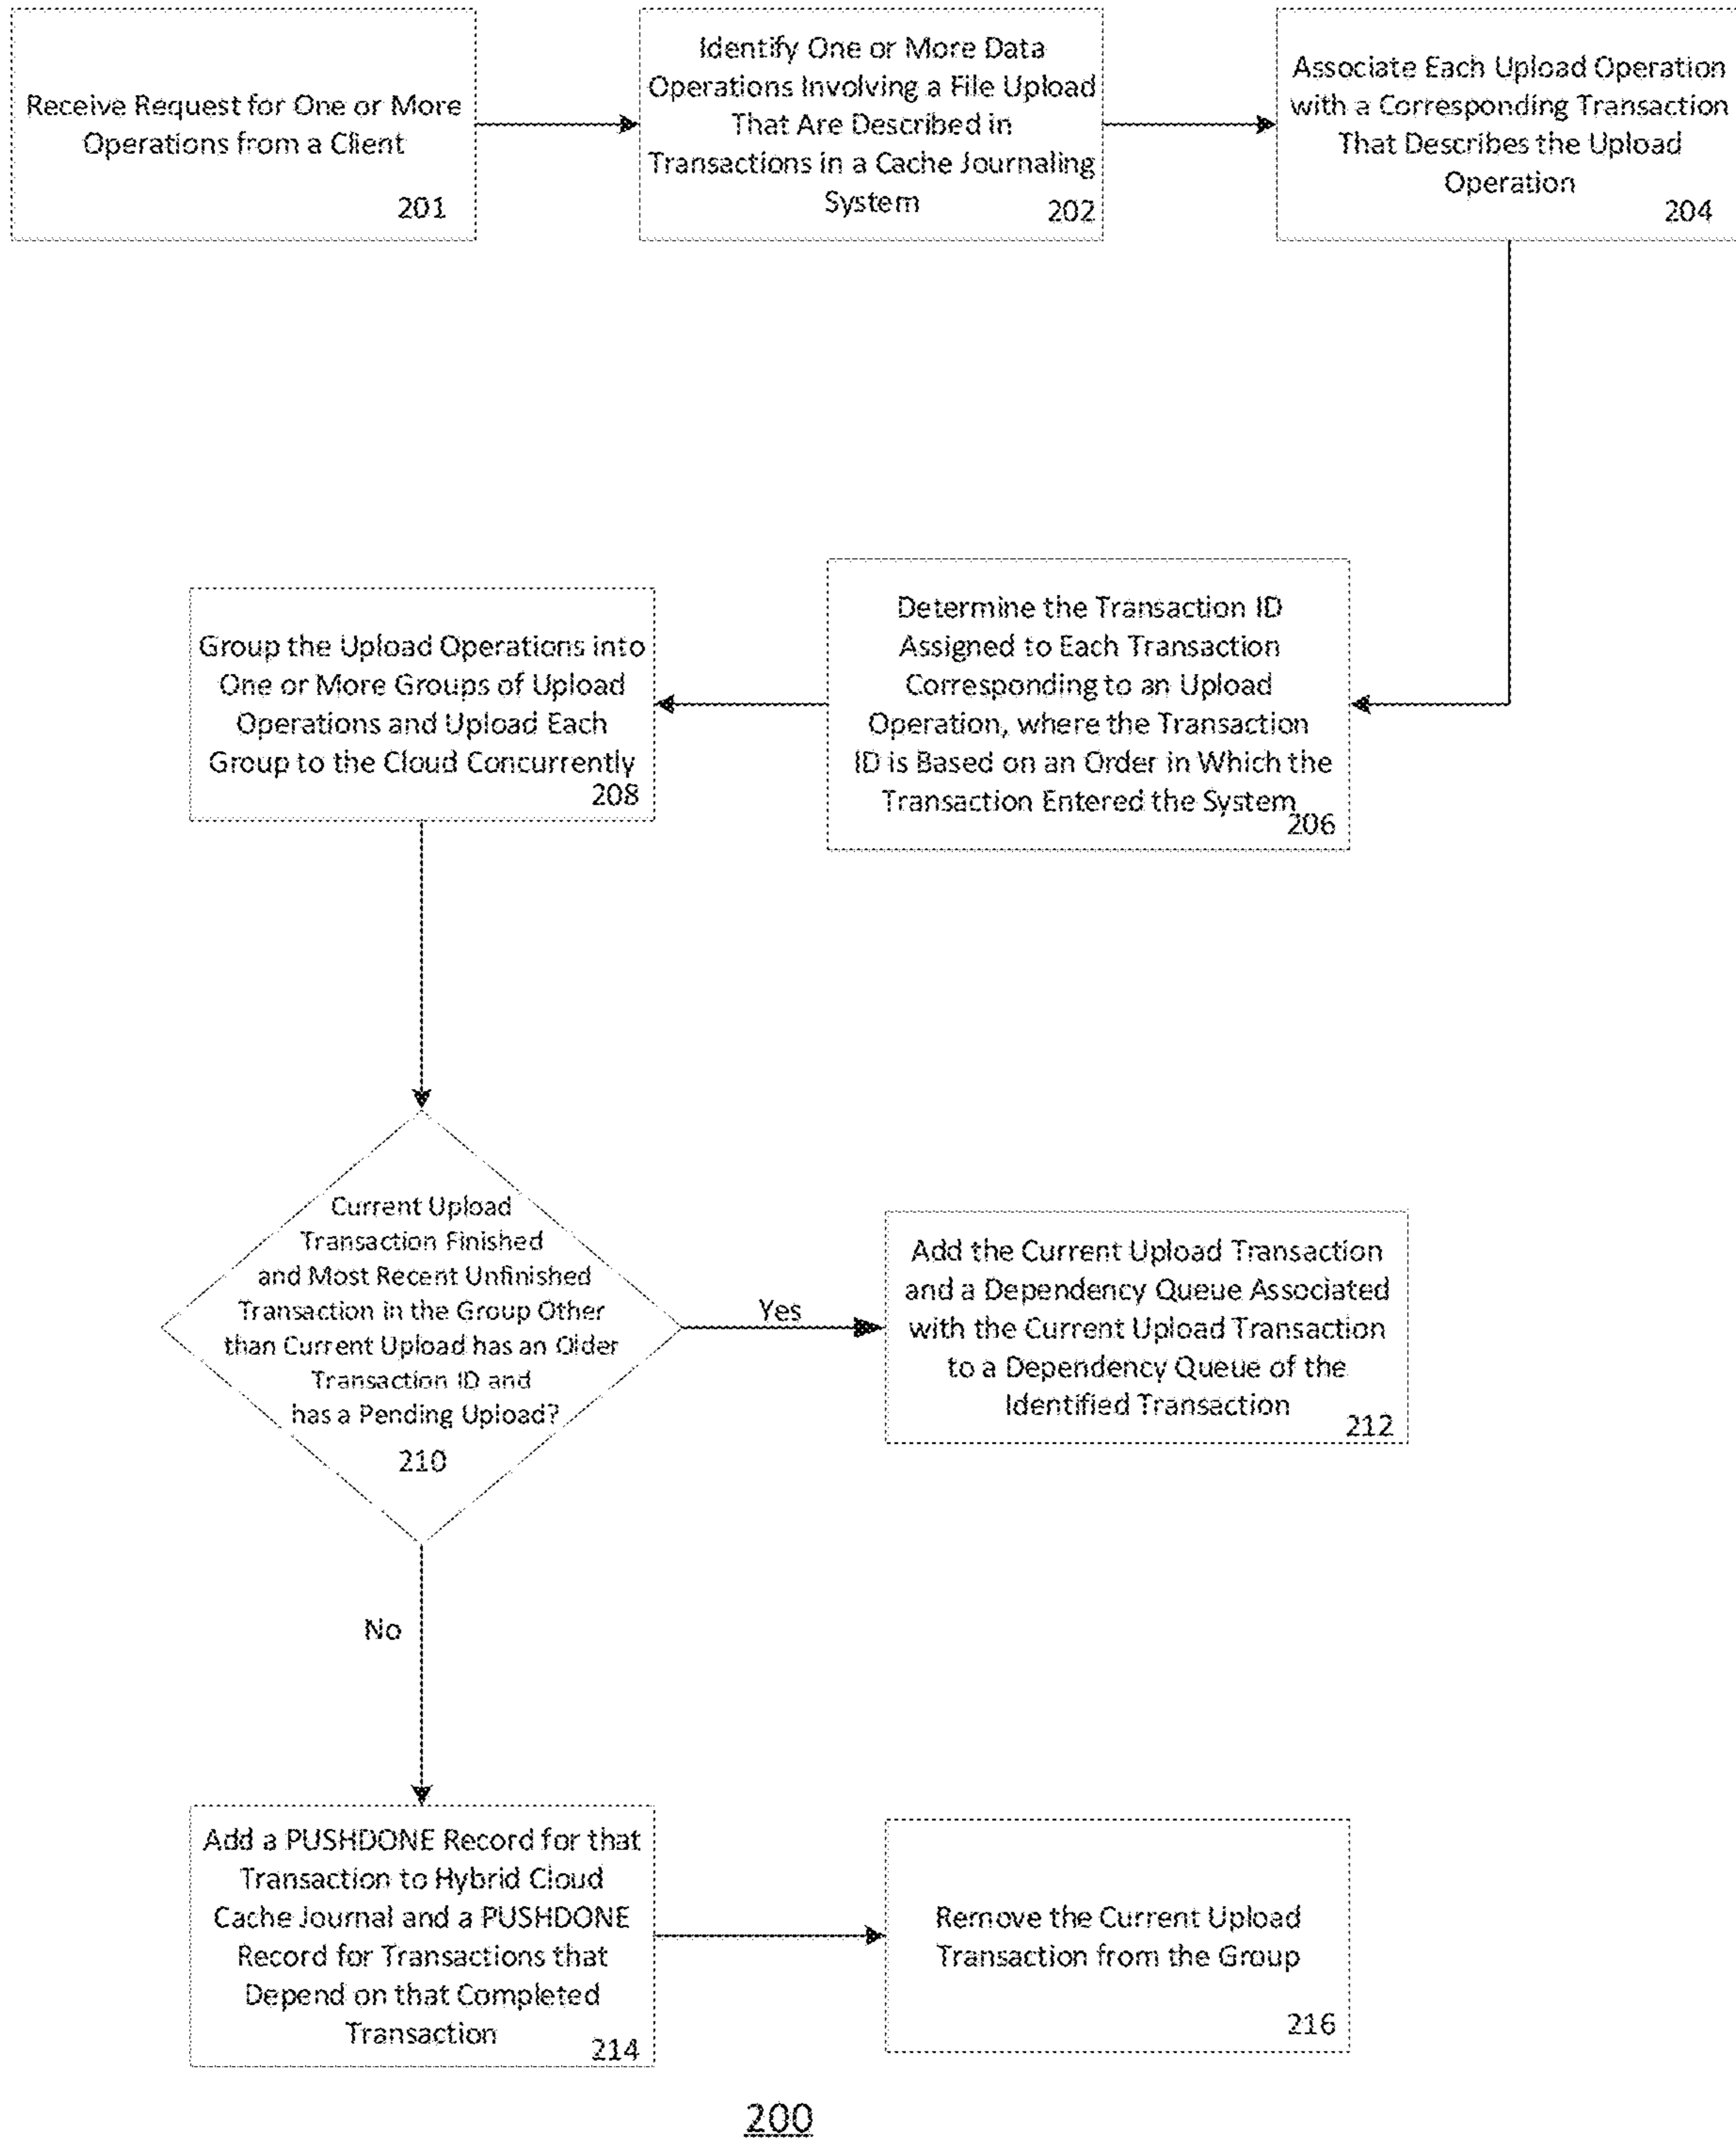 Receive Request for One or More
Operations from a Client
201
Identify One or More Data
Operations Involving a File Upload
That Are Described in
Transactions in a Cache Journaling
System
202
Associate Each Upload Operation
with a Corresponding Transaction
That Describes the Upload
Operation
204
Determine the Transaction ID
Assigned to Each Transaction
Corresponding to an Upload
Operation, where the Transaction
ID is Based on an Order in Which the
Transaction Entered the System
206
Group the Upload Operations into
One or More Groups of Upload
Operations and Upload Each
Group to the Cloud Concurrently
208
Current Upload
Transaction Finished
and Most Recent Unfinished
Transaction in the Group Other
than Current Upload has an Older
Transaction ID and
has a Pending Upload?
210
Yes
Add the Current Upload Transaction
and a Dependency Queue Associated
with the Current Upload Transaction
to a Dependency Queue of the
Identified Transaction
212
No
Add a PUSHDONE Record for that
Transaction to Hybrid Cloud
Cache Journal and a PUSHDONE
Record for Transactions that
Depend on that Completed
Transaction
214
Remove the Current Upload
Transaction from the Group
216
200